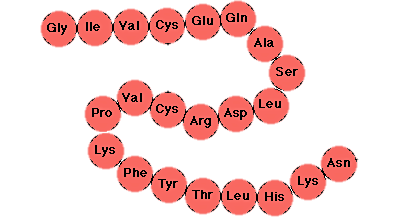 Gly Ile Val Cys Glu Gln
Ala
Ser
Pro Val Cys Arg Asp Leu
Lys Phe Tyr Thr Leu His Lys Asn